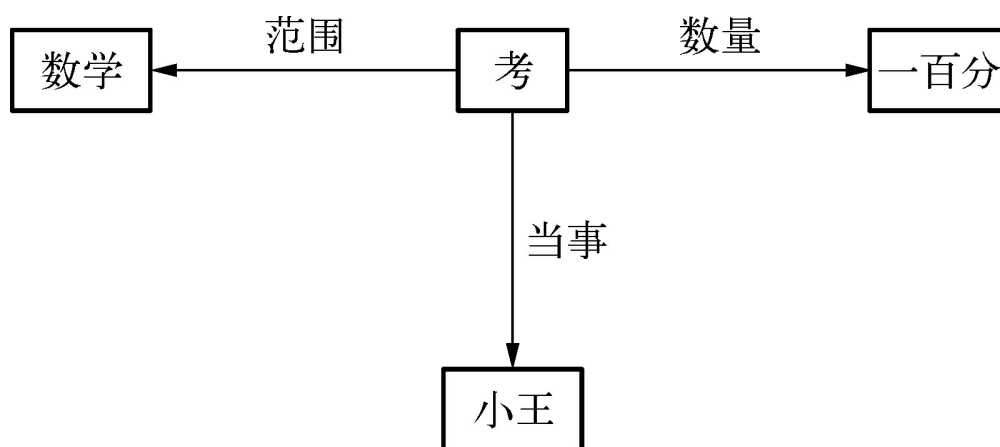 范围
数量
数学
考
一百分
当事
小王